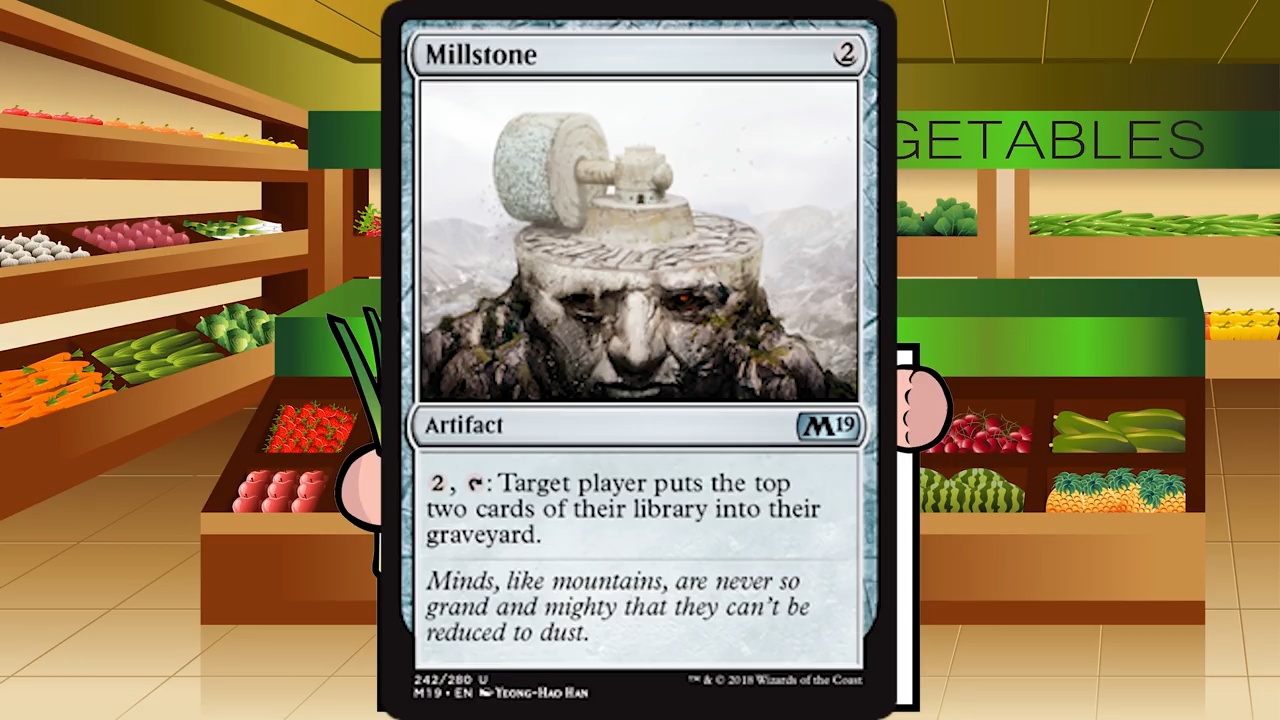 Millstone 2
GETABLES
Artifact M19
2, : Target player puts the top
two cards of their library into their
graveyard.
Minds, like mountains, are never so
grand and mighty that they can't be
reduced to dust.
242/280 U
M19 • EN Yeong-Hao Han
™ & © 2018 Wizards of the Coast